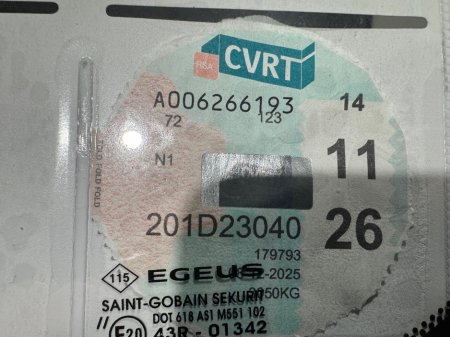 RSA CVRT
A006266193 14
72 123
N1 11
201D23040 26
179793
115 EGEUS -2025
SAINT-GOBAIN SEKURIT 50KG
DOT 618 AS1 M551 102
E20 43R - 01342